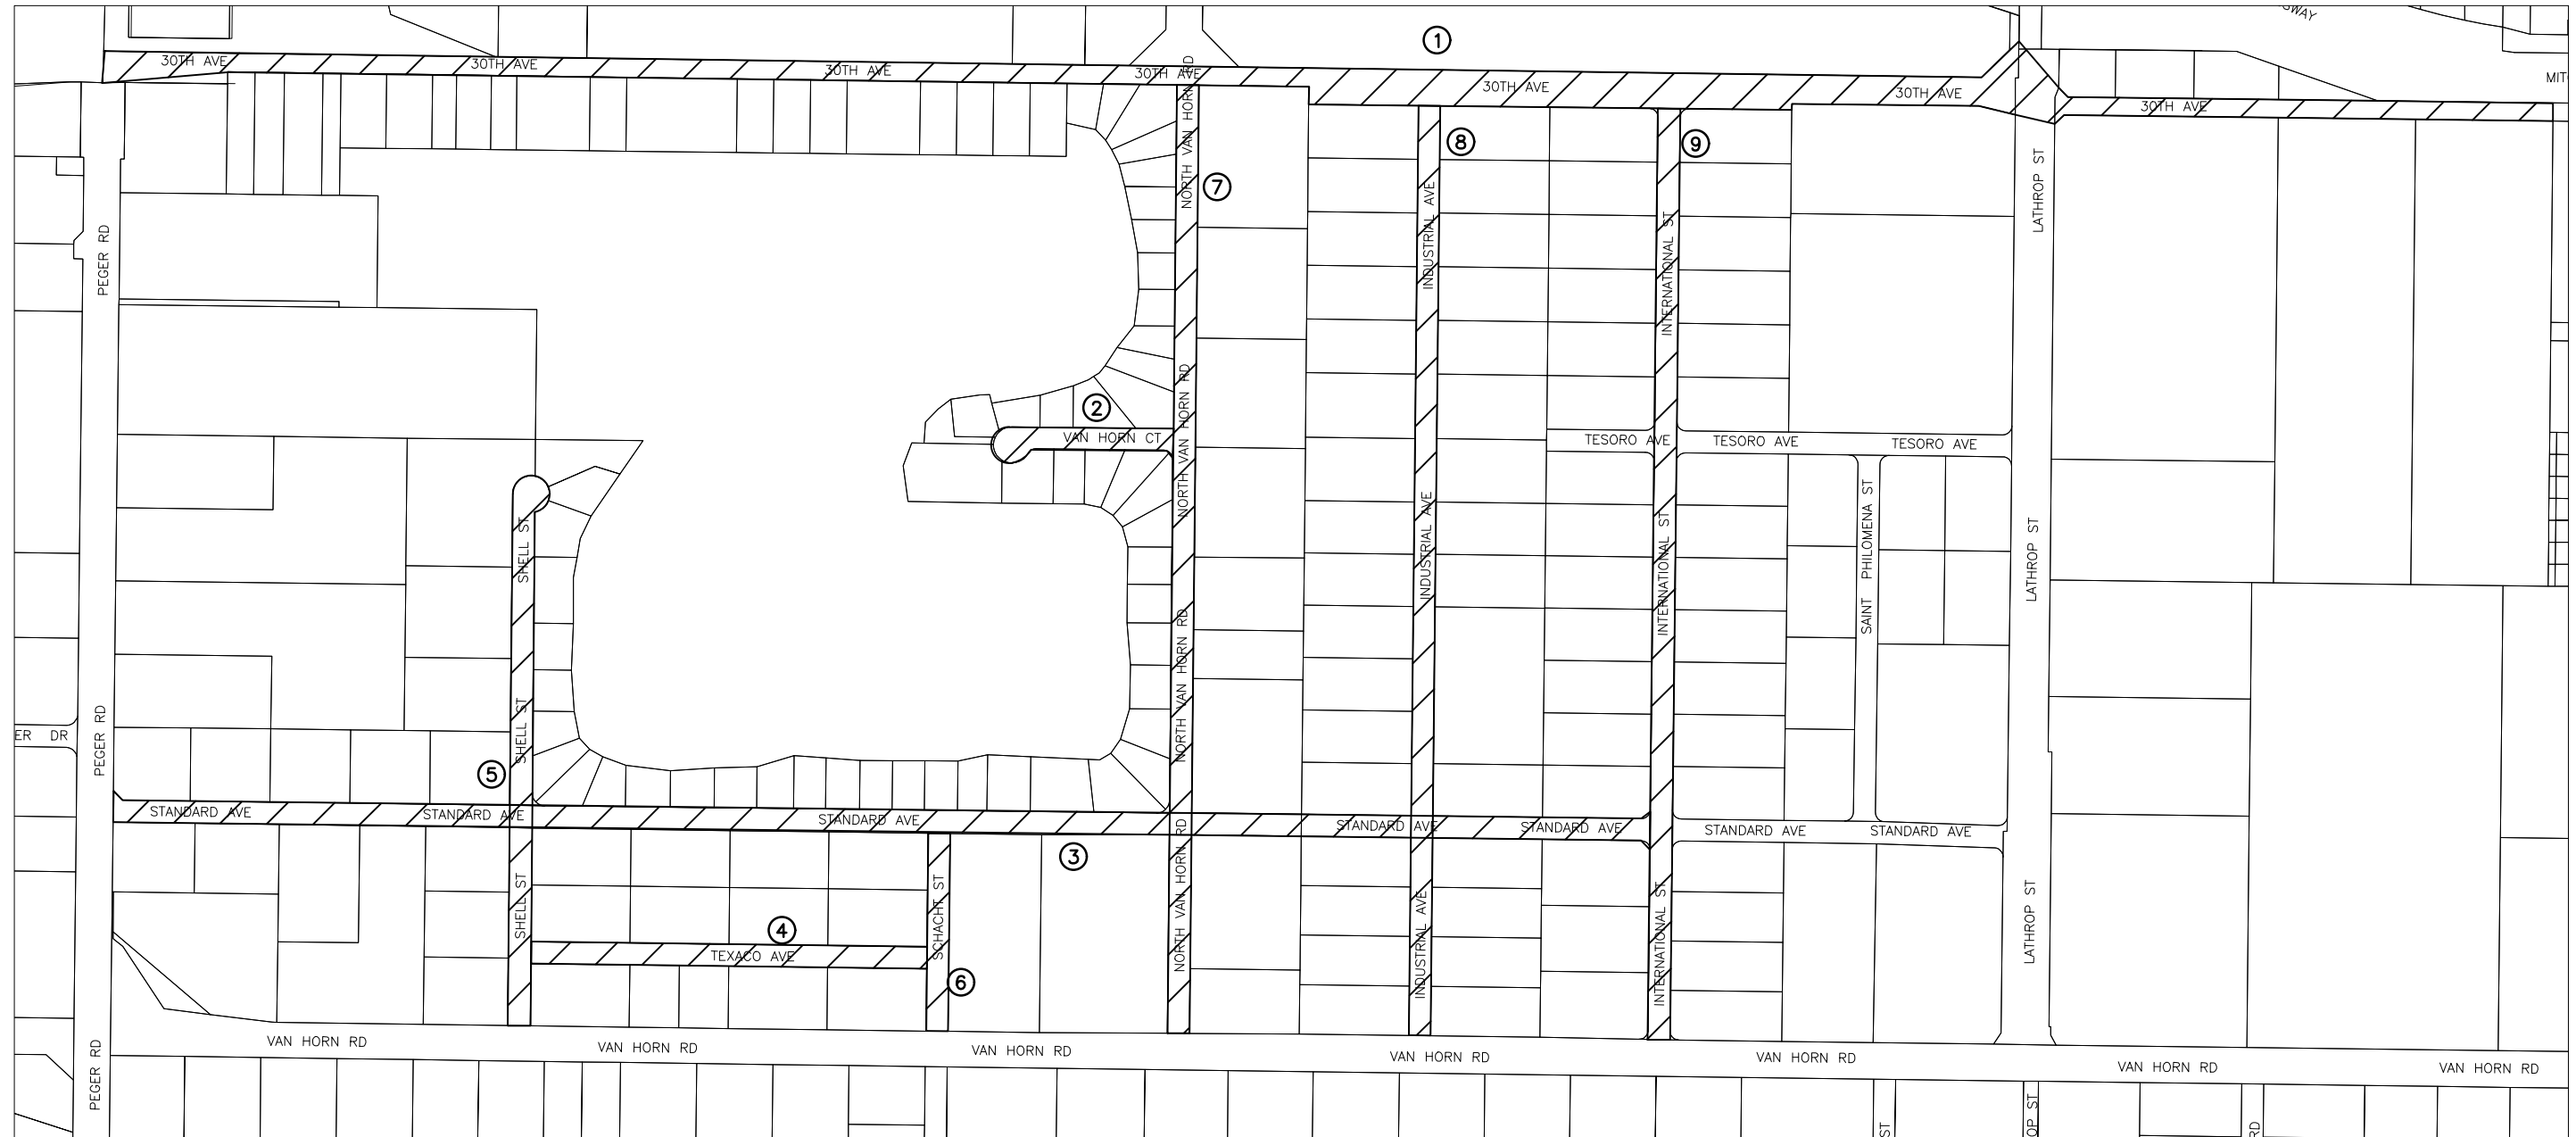 WAY
1
30TH AVE
30TH AVE
30TH AVE
30TH AVE
30TH AVE
30TH AVE
30TH AVE
NORTH VAN HORN RD
8
9
7
PEGER RD
INDUSTRIAL AVE
INTERNATIONAL ST
LATHROP ST
2
VAN HORN CT
NORTH VAN HORN RD
TESORO AVE
TESORO AVE
TESORO AVE
SHELL ST
INDUSTRIAL AVE
INTERNATIONAL ST
SAINT PHILOMENA ST
LATHROP ST
NORTH VAN HORN RD
ER DR
PEGER RD
SHELL ST
5
STANDARD AVE
STANDARD AVE
STANDARD AVE
STANDARD AVE
STANDARD AVE
STANDARD AVE
STANDARD AVE
3
NORTH VAN HORN RD
SHELL ST
4
TEXACO AVE
SCHACHT ST
6
INDUSTRIAL AVE
INTERNATIONAL ST
LATHROP ST
PEGER RD
VAN HORN RD
VAN HORN RD
VAN HORN RD
VAN HORN RD
VAN HORN RD
VAN HORN RD
VAN HORN RD
ST
OP ST
RD